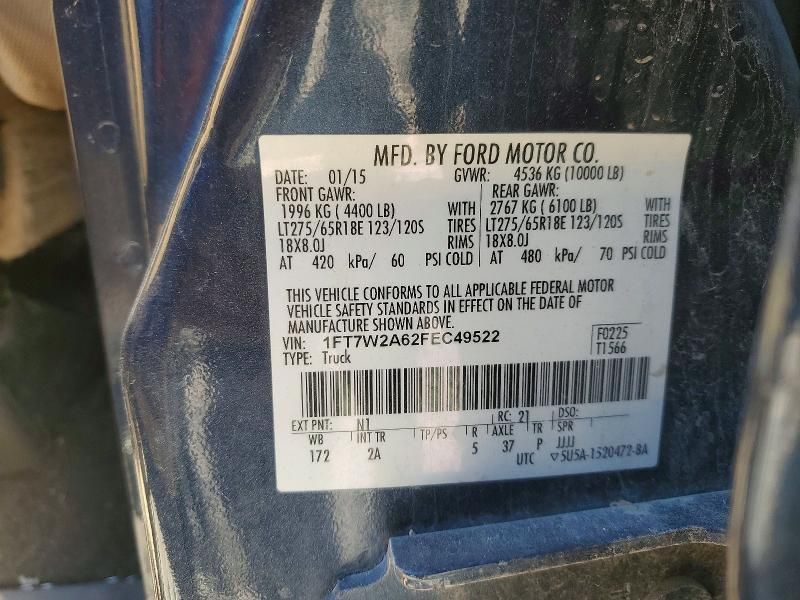 MFD. BY FORD MOTOR CO.
DATE: 01/15 GVWR: 4536 KG (10000 LB)
FRONT GAWR: REAR GAWR:
1996 KG ( 4400 LB) WITH 2767 KG ( 6100 LB) WITH
LT275/65R18E 123/120S TIRES LT275/65R18E 123/120S TIRES
18X8.0J RIMS 18X8.0J RIMS
AT 420 kPa/ 60 PSI COLD AT 480 kPa/ 70 PSI COLD
THIS VEHICLE CONFORMS TO ALL APPLICABLE FEDERAL MOTOR
VEHICLE SAFETY STANDARDS IN EFFECT ON THE DATE OF
MANUFACTURE SHOWN ABOVE.
VIN: 1FT7W2A62FEC49522 F0225
TYPE: Truck T1566
EXT PNT: N1 RC: 21 DSO:
WB INT TR TP/PS R AXLE TR SPR
172 2A 5 37 P JJJJ
UTC ▽5U5A-1520472-BA